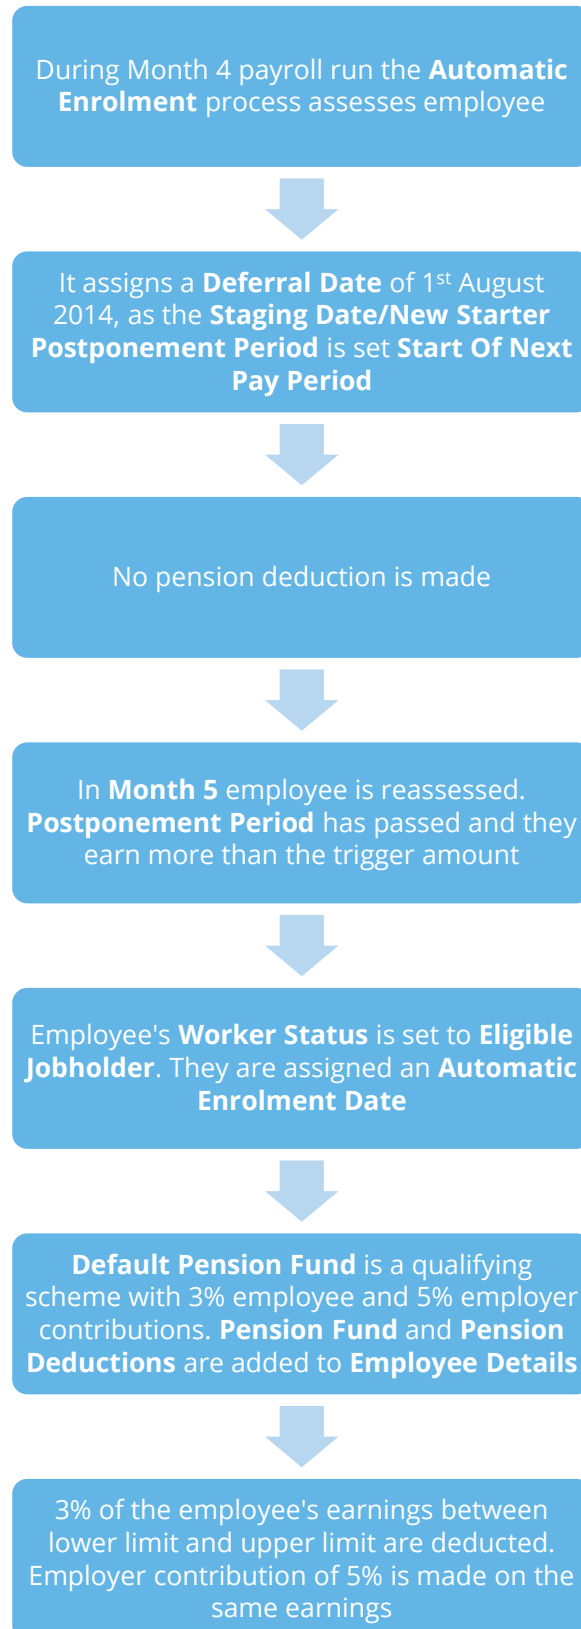 During Month 4 payroll run the Automatic
Enrolment process assesses employee
It assigns a Deferral Date of 1st August
2014, as the Staging Date/New Starter
Postponement Period is set Start Of Next
Pay Period
No pension deduction is made
In Month 5 employee is reassessed.
Postponement Period has passed and they
earn more than the trigger amount
Employee's Worker Status is set to Eligible
Jobholder. They are assigned an Automatic
Enrolment Date
Default Pension Fund is a qualifying
scheme with 3% employee and 5% employer
contributions. Pension Fund and Pension
Deductions are added to Employee Details
3% of the employee's earnings between
lower limit and upper limit are deducted.
Employer contribution of 5% is made on the
same earnings